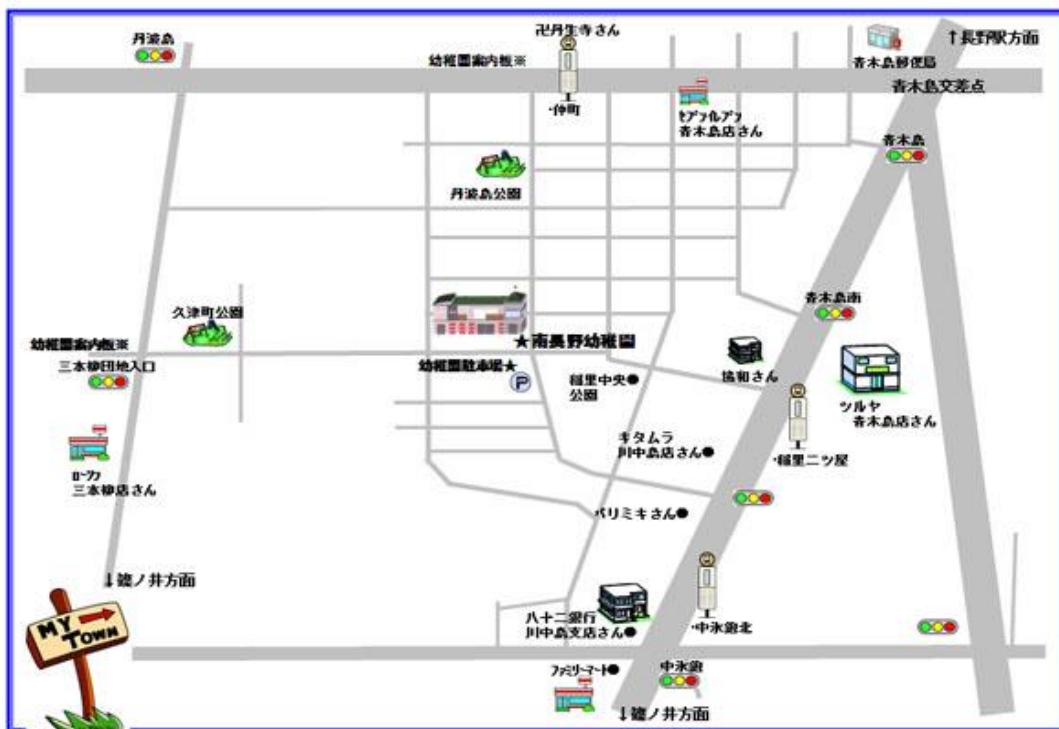 丹波島
卍丹生寺さん
↑長野駅方面
幼稚園案内板※
青木島郵便局
青木島交差点
・仲町
セブンイレブン
青木島店さん
青木島
丹波島公園
久津町公園
青木島南
幼稚園案内板※
★南長野幼稚園
三本柳団地入口
幼稚園駐車場★
P
稲里中央●
公園
協和さん
ツルヤ
青木島店さん
キタムラ
川中島店さん●
・稲里二ツ屋
ローソン
三本柳店さん
パリミキさん●
↓篠ノ井方面
MY
TOWN
八十二銀行
川中島支店さん●
・中氷鉋北
ファミリーマート●
中氷鉋
↓篠ノ井方面